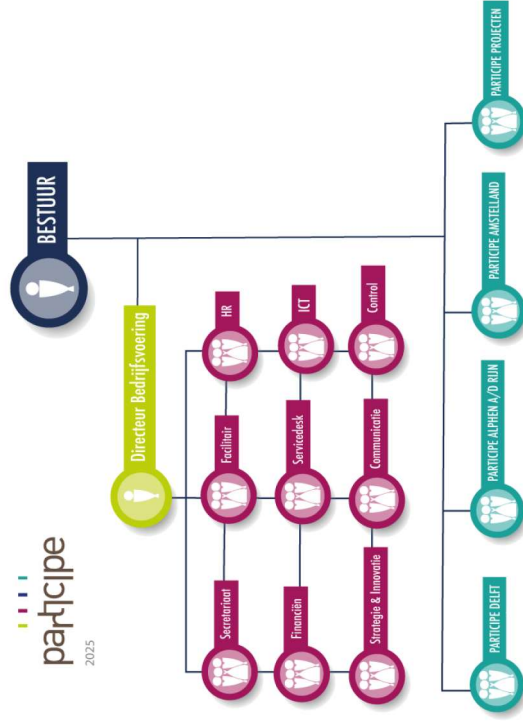 participe
2025
BESTUUR
Directeur Bedrijfsvoering
Secretariaat
Facilitair
HR
Financiën
Servicedesk
ICT
Strategie & Innovatie
Communicatie
Control
PARTICIPE DELFT
PARTICIPE ALPHEN A/D RIJN
PARTICIPE AMSTELLAND
PARTICIPE PROJECTEN